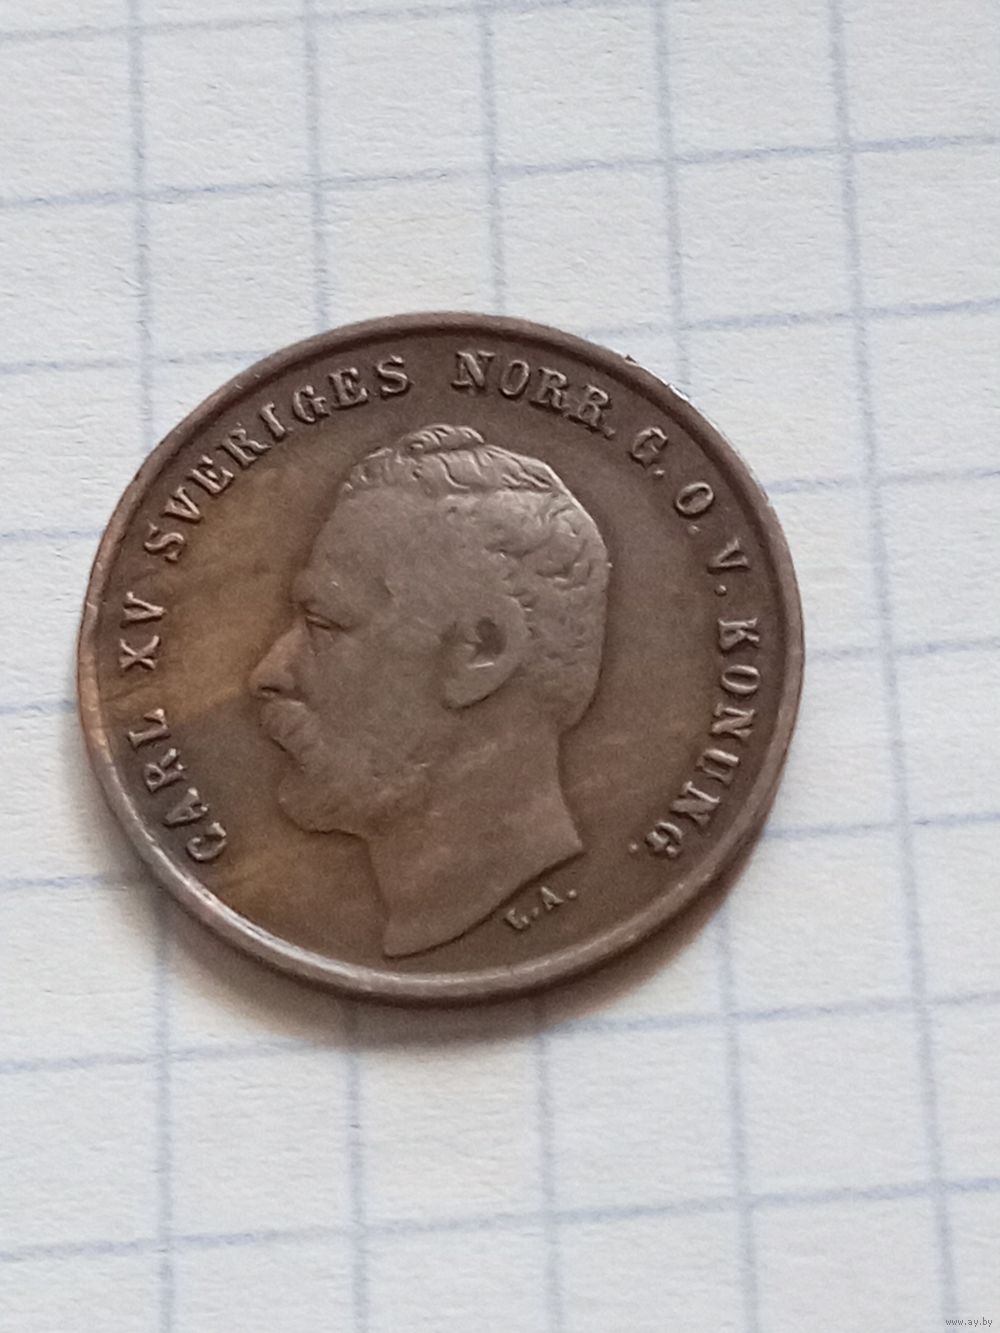 CARL XV SVERIGES NORR. G. O. V. KONUNG.
L.A.
www.ay.by